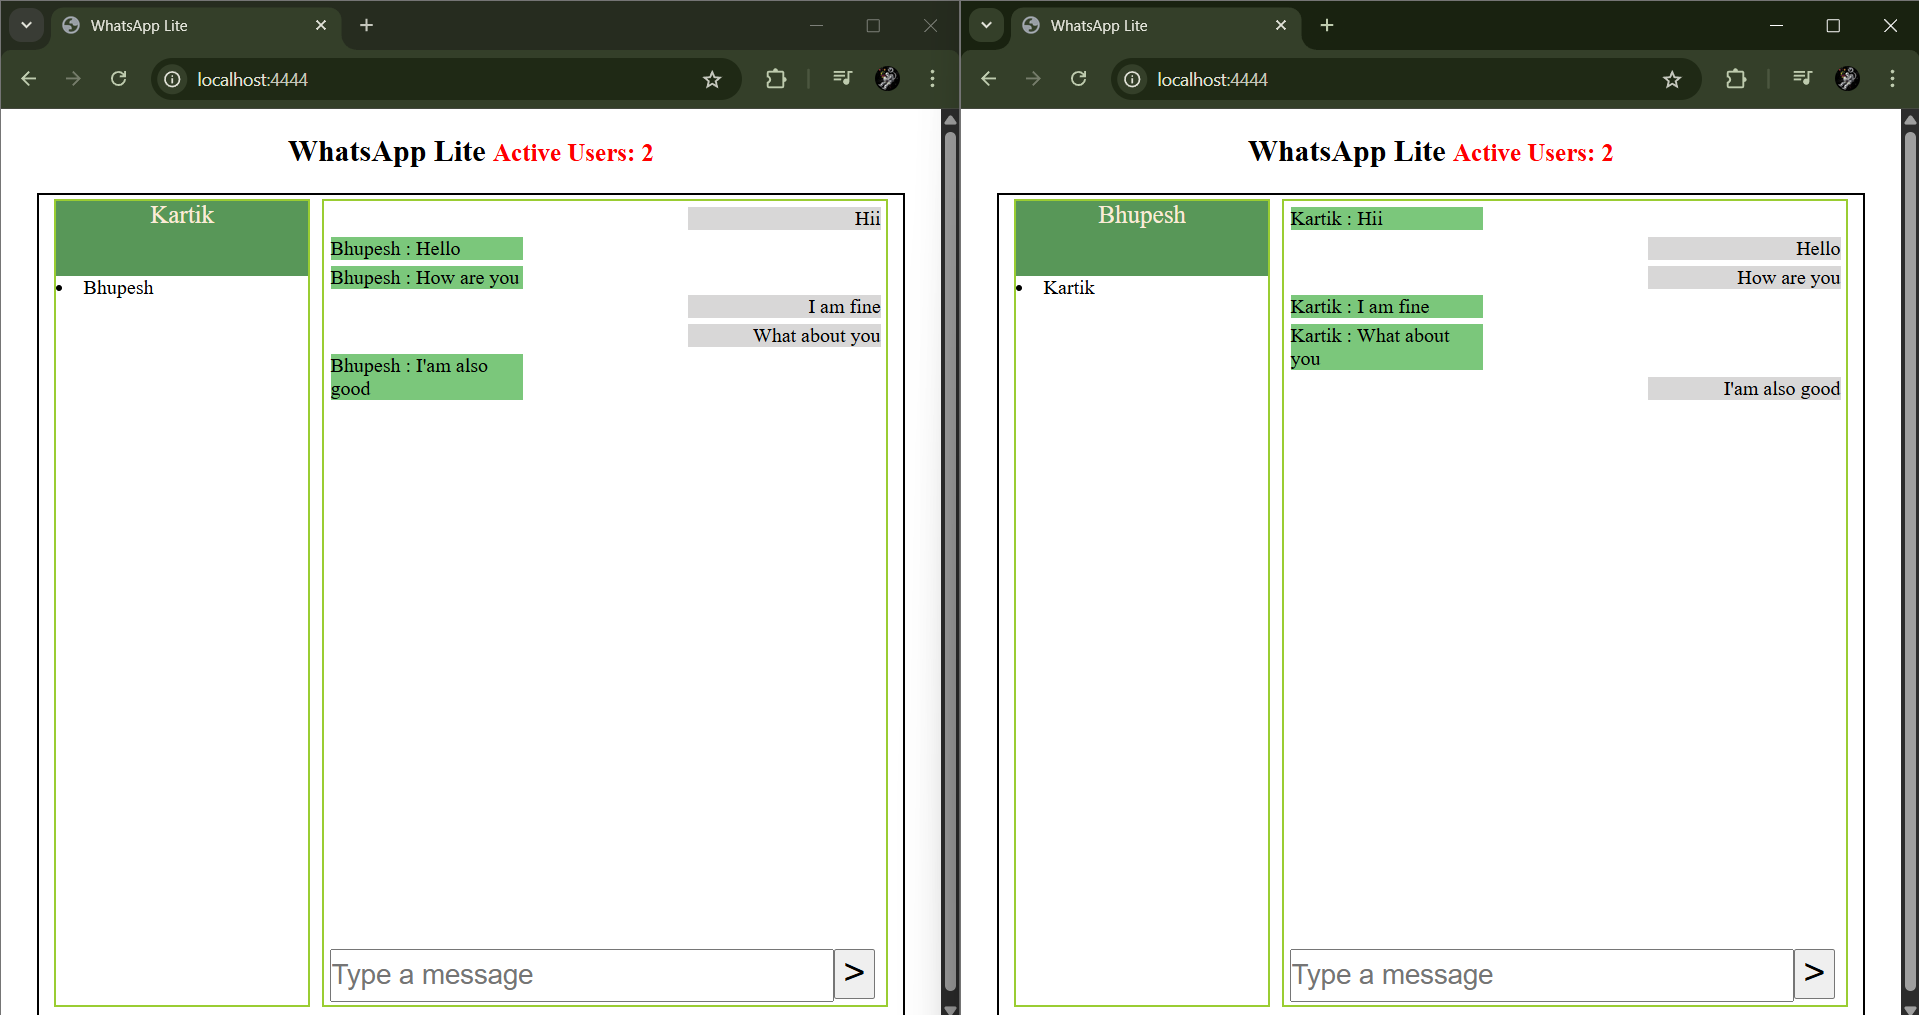 WhatsApp Lite
localhost:4444
WhatsApp Lite Active Users: 2
Kartik
Bhupesh
Hii
Bhupesh : Hello
Bhupesh : How are you
I am fine
What about you
Bhupesh : I'am also
good
Type a message
>
WhatsApp Lite
localhost:4444
WhatsApp Lite Active Users: 2
Bhupesh
Kartik
Kartik : Hii
Hello
How are you
Kartik : I am fine
Kartik : What about
you
I'am also good
Type a message
>